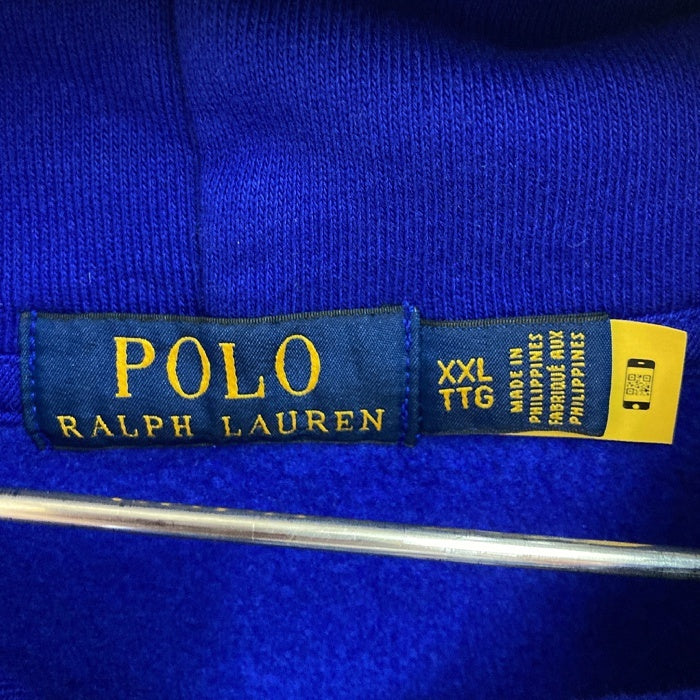 POLO
RALPH LAUREN
XXL
TTG
MADE IN
PHILIPPINES
FABRIQUÉ AUX
PHILIPPINES